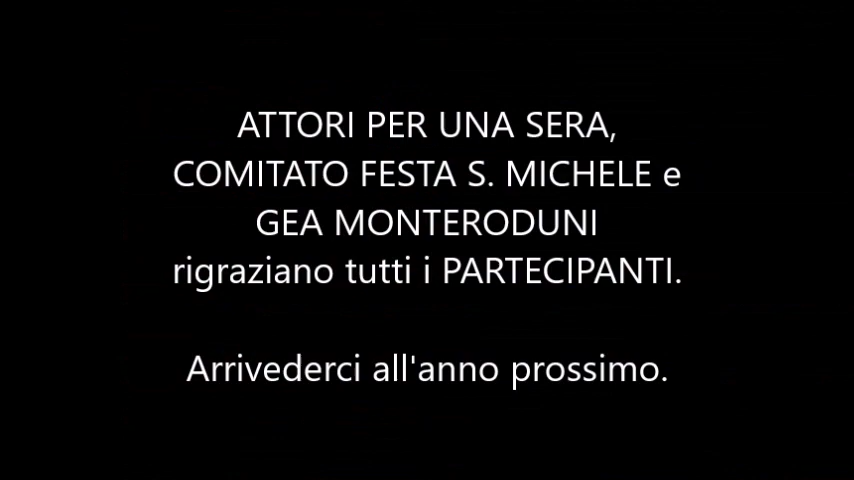 ATTORI PER UNA SERA,
COMITATO FESTA S. MICHELE e
GEA MONTERODUNI
rigraziano tutti i PARTECIPANTI.
Arrivederci all'anno prossimo.